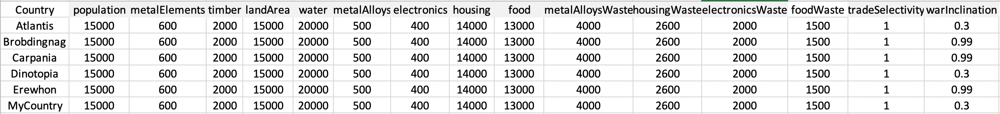 Country population metalElements timber landArea water metalAlloys electronics housing food metalAlloysWaste housingWaste electronicsWaste foodWaste tradeSelectivity warInclination
Atlantis 15000 600 2000 15000 20000 500 400 14000 13000 4000 2600 2000 1500 1 0.3
Brobdingnag 15000 600 2000 15000 20000 500 400 14000 13000 4000 2600 2000 1500 1 0.99
Carpania 15000 600 2000 15000 20000 500 400 14000 13000 4000 2600 2000 1500 1 0.99
Dinotopia 15000 600 2000 15000 20000 500 400 14000 13000 4000 2600 2000 1500 1 0.3
Erewhon 15000 600 2000 15000 20000 500 400 14000 13000 4000 2600 2000 1500 1 0.99
MyCountry 15000 600 2000 15000 20000 500 400 14000 13000 4000 2600 2000 1500 1 0.3